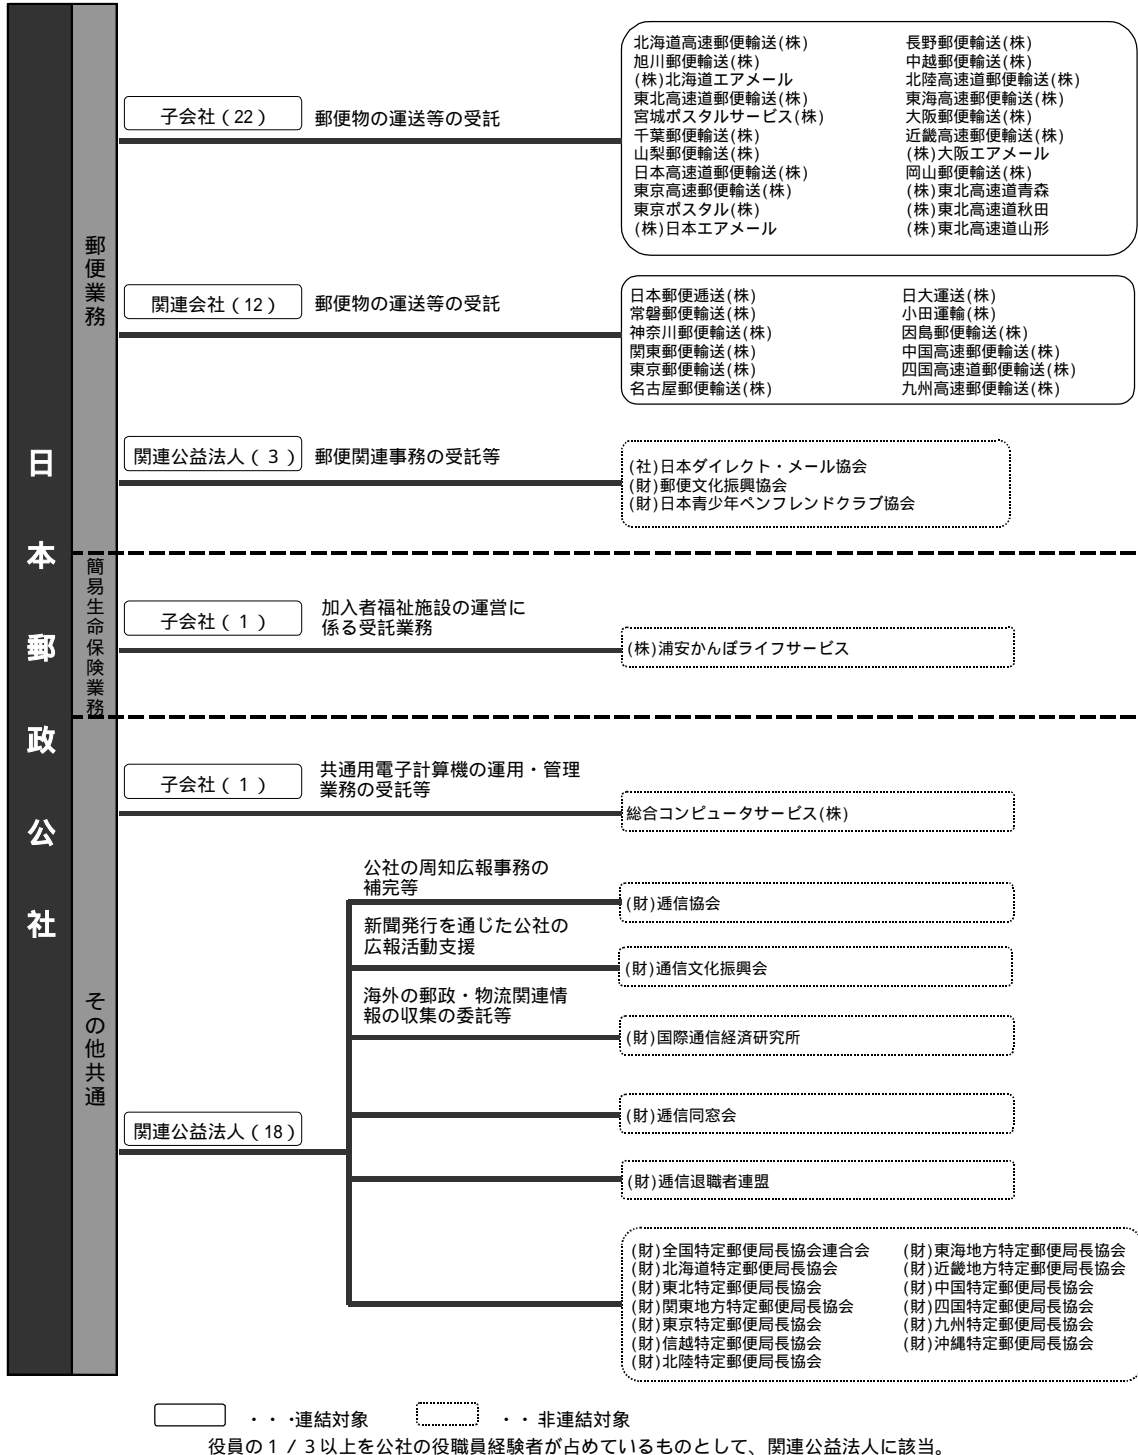 日本郵政公社
郵便業務
子会社(22)
郵便物の運送等の受託
北海道高速郵便輸送(株)
旭川郵便輸送(株)
(株)北海道エアメール
東北高速道郵便輸送(株)
宮城ポスタルサービス(株)
千葉郵便輸送(株)
山梨郵便輸送(株)
日本高速道郵便輸送(株)
東京高速郵便輸送(株)
東京ポスタル(株)
(株)日本エアメール
長野郵便輸送(株)
中越郵便輸送(株)
北陸高速道郵便輸送(株)
東海高速郵便輸送(株)
大阪郵便輸送(株)
近畿高速郵便輸送(株)
(株)大阪エアメール
岡山郵便輸送(株)
(株)東北高速道青森
(株)東北高速道秋田
(株)東北高速道山形
関連会社(12)
郵便物の運送等の受託
日本郵便逓送(株)
常磐郵便輸送(株)
神奈川郵便輸送(株)
関東郵便輸送(株)
東京郵便輸送(株)
名古屋郵便輸送(株)
日大運送(株)
小田運輸(株)
因島郵便輸送(株)
中国高速郵便輸送(株)
四国高速道郵便輸送(株)
九州高速郵便輸送(株)
関連公益法人(3)
郵便関連事務の受託等
(社)日本ダイレクト・メール協会
(財)郵便文化振興協会
(財)日本青少年ペンフレンドクラブ協会
簡易生命保険業務
子会社(1)
加入者福祉施設の運営に
係る受託業務
(株)浦安かんぽライフサービス
その他共通
子会社(1)
共通用電子計算機の運用・管理
業務の受託等
総合コンピュータサービス(株)
関連公益法人(18)
公社の周知広報事務の
補完等
(財)逓信協会
新聞発行を通じた公社の
広報活動支援
(財)通信文化振興会
海外の郵政・物流関連情
報の収集の委託等
(財)国際通信経済研究所
(財)逓信同窓会
(財)逓信退職者連盟
(財)全国特定郵便局長協会連合会
(財)北海道特定郵便局長協会
(財)東北特定郵便局長協会
(財)関東地方特定郵便局長協会
(財)東京特定郵便局長協会
(財)信越特定郵便局長協会
(財)北陸特定郵便局長協会
(財)東海地方特定郵便局長協会
(財)近畿地方特定郵便局長協会
(財)中国特定郵便局長協会
(財)四国特定郵便局長協会
(財)九州特定郵便局長協会
(財)沖縄特定郵便局長協会
・・・連結対象
・・非連結対象
役員の1/3以上を公社の役職員経験者が占めているものとして、関連公益法人に該当。